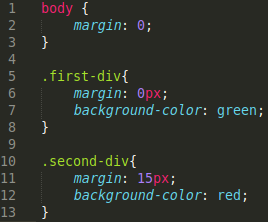 1 body {
2     margin: 0;
3 }
4
5 .first-div{
6     margin: 0px;
7     background-color: green;
8 }
9
10 .second-div{
11     margin: 15px;
12     background-color: red;
13 }